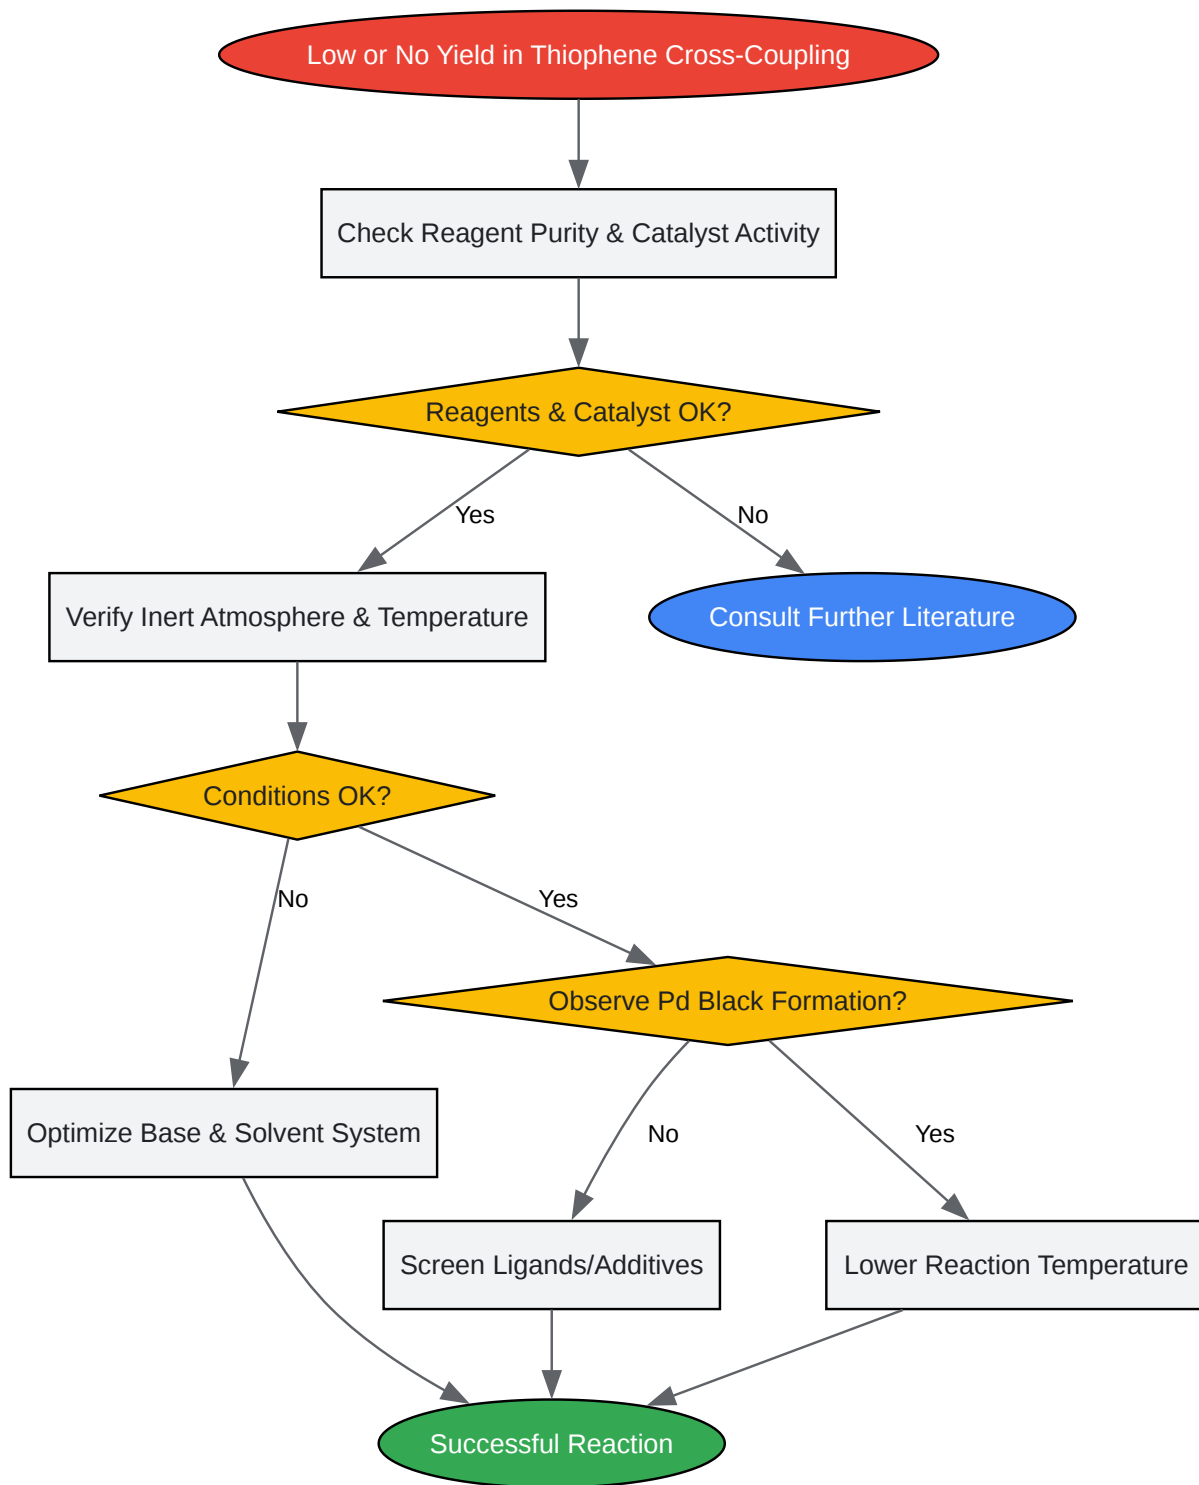 Low or No Yield in Thiophene Cross-Coupling
Check Reagent Purity & Catalyst Activity
Reagents & Catalyst OK?
Yes
No
Verify Inert Atmosphere & Temperature
Consult Further Literature
Conditions OK?
No
Yes
Observe Pd Black Formation?
Optimize Base & Solvent System
No
Yes
Screen Ligands/Additives
Lower Reaction Temperature
Successful Reaction